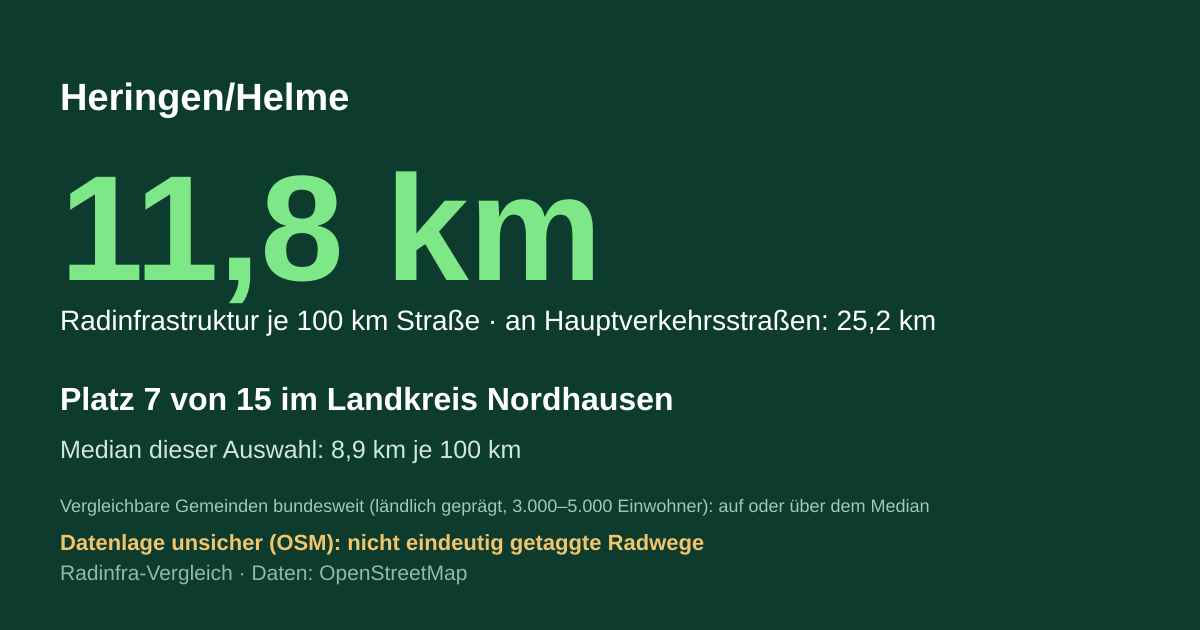 Heringen/Helme
11,8 km
Radinfrastruktur je 100 km Straße · an Hauptverkehrsstraßen: 25,2 km
Platz 7 von 15 im Landkreis Nordhausen
Median dieser Auswahl: 8,9 km je 100 km
Vergleichbare Gemeinden bundesweit (ländlich geprägt, 3.000–5.000 Einwohner): auf oder über dem Median
Datenlage unsicher (OSM): nicht eindeutig getaggte Radwege
Radinfra-Vergleich · Daten: OpenStreetMap